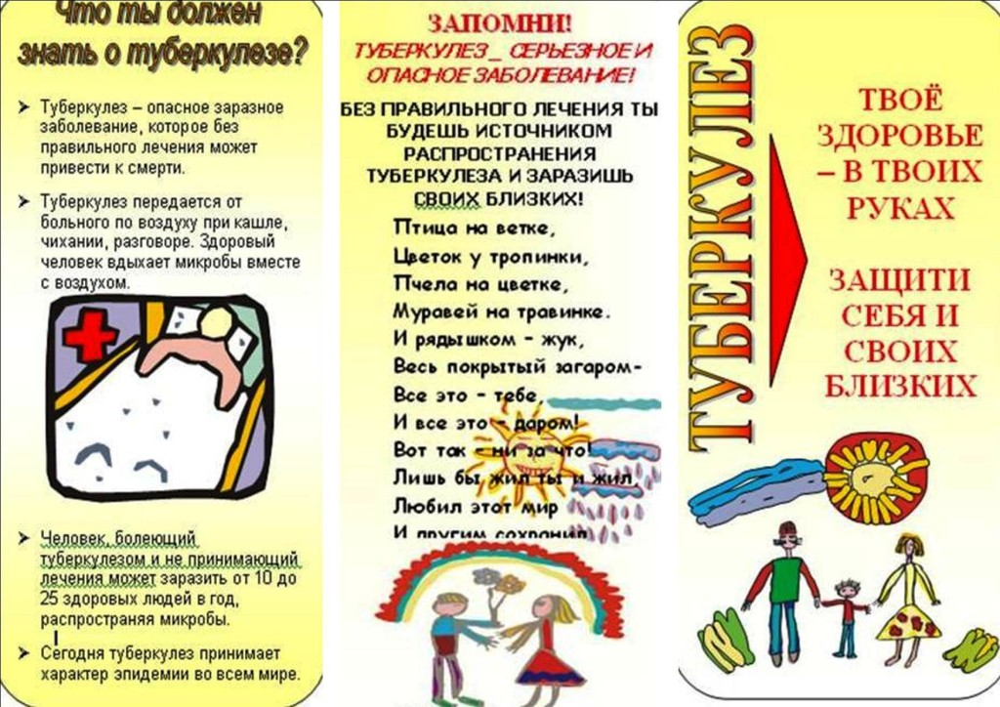 Что ты должен
знать о туберкулезе?
Туберкулез – опасное заразное
заболевание, которое без
правильного лечения может
привести к смерти.
Туберкулез передается от
больного по воздуху при кашле,
чихании, разговоре. Здоровый
человек вдыхает микробы вместе
с воздухом.
Человек, болеющий
туберкулезом и не принимающий
лечения может заразить от 10 до
25 здоровых людей в год,
распространяя микробы.
Сегодня туберкулез принимает
характер эпидемии во всем мире.
ЗАПОМНИ!
ТУБЕРКУЛЕЗ _ СЕРЬЕЗНОЕ И
ОПАСНОЕ ЗАБОЛЕВАНИЕ!
БЕЗ ПРАВИЛЬНОГО ЛЕЧЕНИЯ ТЫ
БУДЕШЬ ИСТОЧНИКОМ
РАСПРОСТРАНЕНИЯ
ТУБЕРКУЛЕЗА И ЗАРАЗИШЬ
СВОИХ БЛИЗКИХ!
Птица на ветке,
Цветок у тропинки,
Пчела на цветке,
Муравей на травинке.
И рядышком – жук,
Весь покрытый загаром-
Все это – тебе,
И все это – даром!
Вот так – ни за что!
Лишь бы жил ты и жил,
Любил этот мир
И другим сохранил
ТУБЕРКУЛЕЗ
ТВОЁ
ЗДОРОВЬЕ
– В ТВОИХ
РУКАХ
ЗАЩИТИ
СЕБЯ И
СВОИХ
БЛИЗКИХ